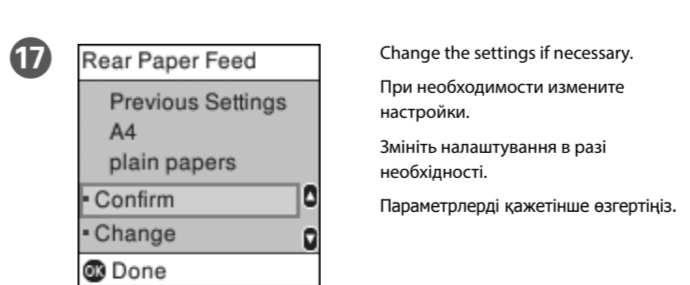 17
Rear Paper Feed
Previous Settings
A4
plain papers
Confirm
Change
OK Done
Change the settings if necessary.
При необходимости измените
настройки.
Змініть налаштування в разі
необхідності.
Параметрлерді қажетінше өзгертіңіз.